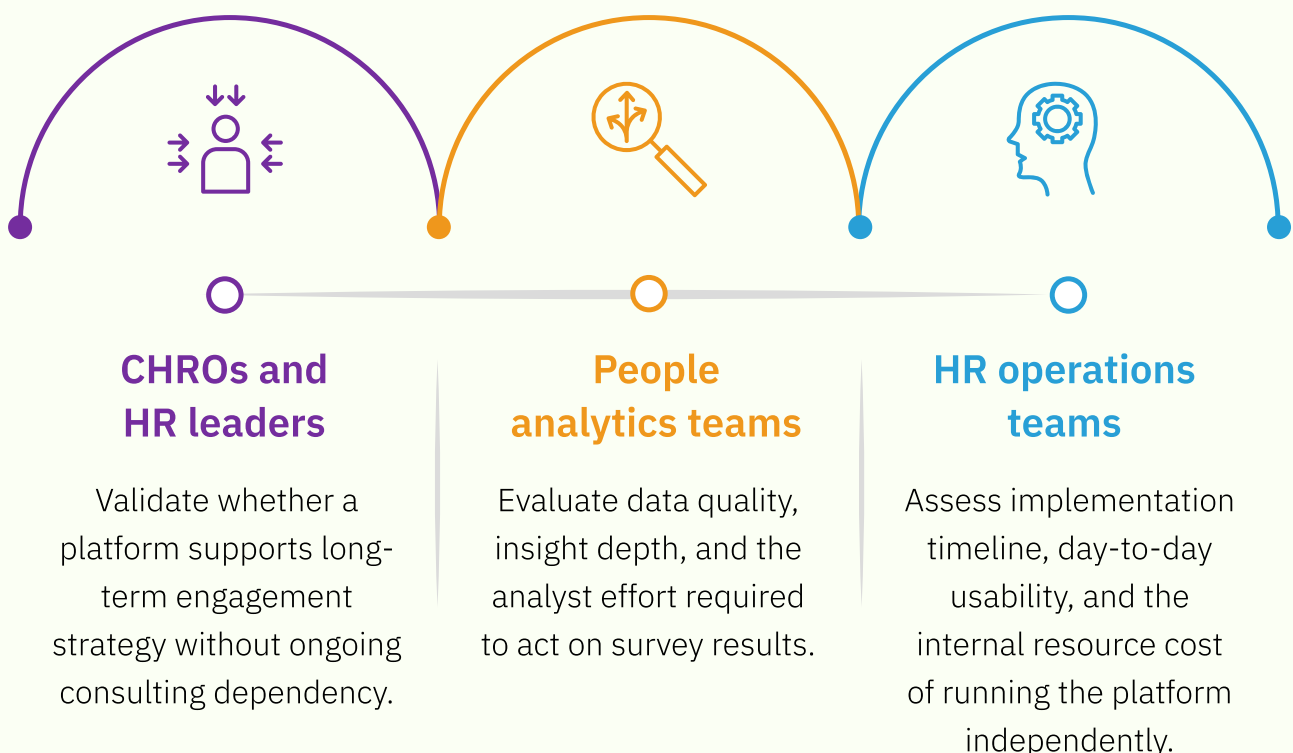 CHROs and
HR leaders
Validate whether a
platform supports long-
term engagement
strategy without ongoing
consulting dependency.
People
analytics teams
Evaluate data quality,
insight depth, and the
analyst effort required
to act on survey results.
HR operations
teams
Assess implementation
timeline, day-to-day
usability, and the
internal resource cost
of running the platform
independently.